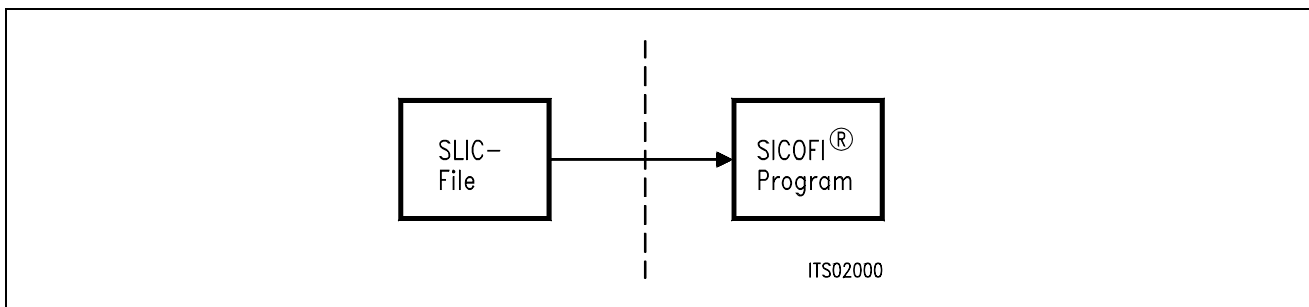 SLIC-
File
SICOFI®
Program
ITS02000